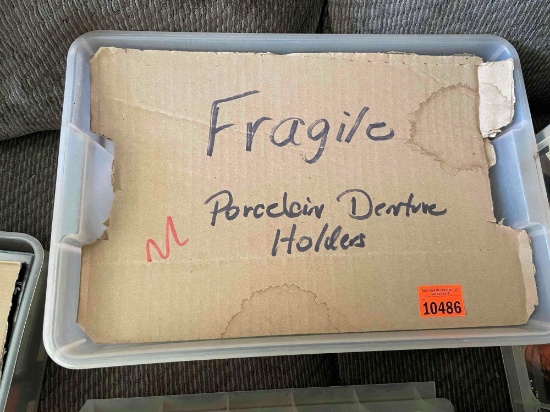 Fragile
Porcelain Denture
M
Holders
10486